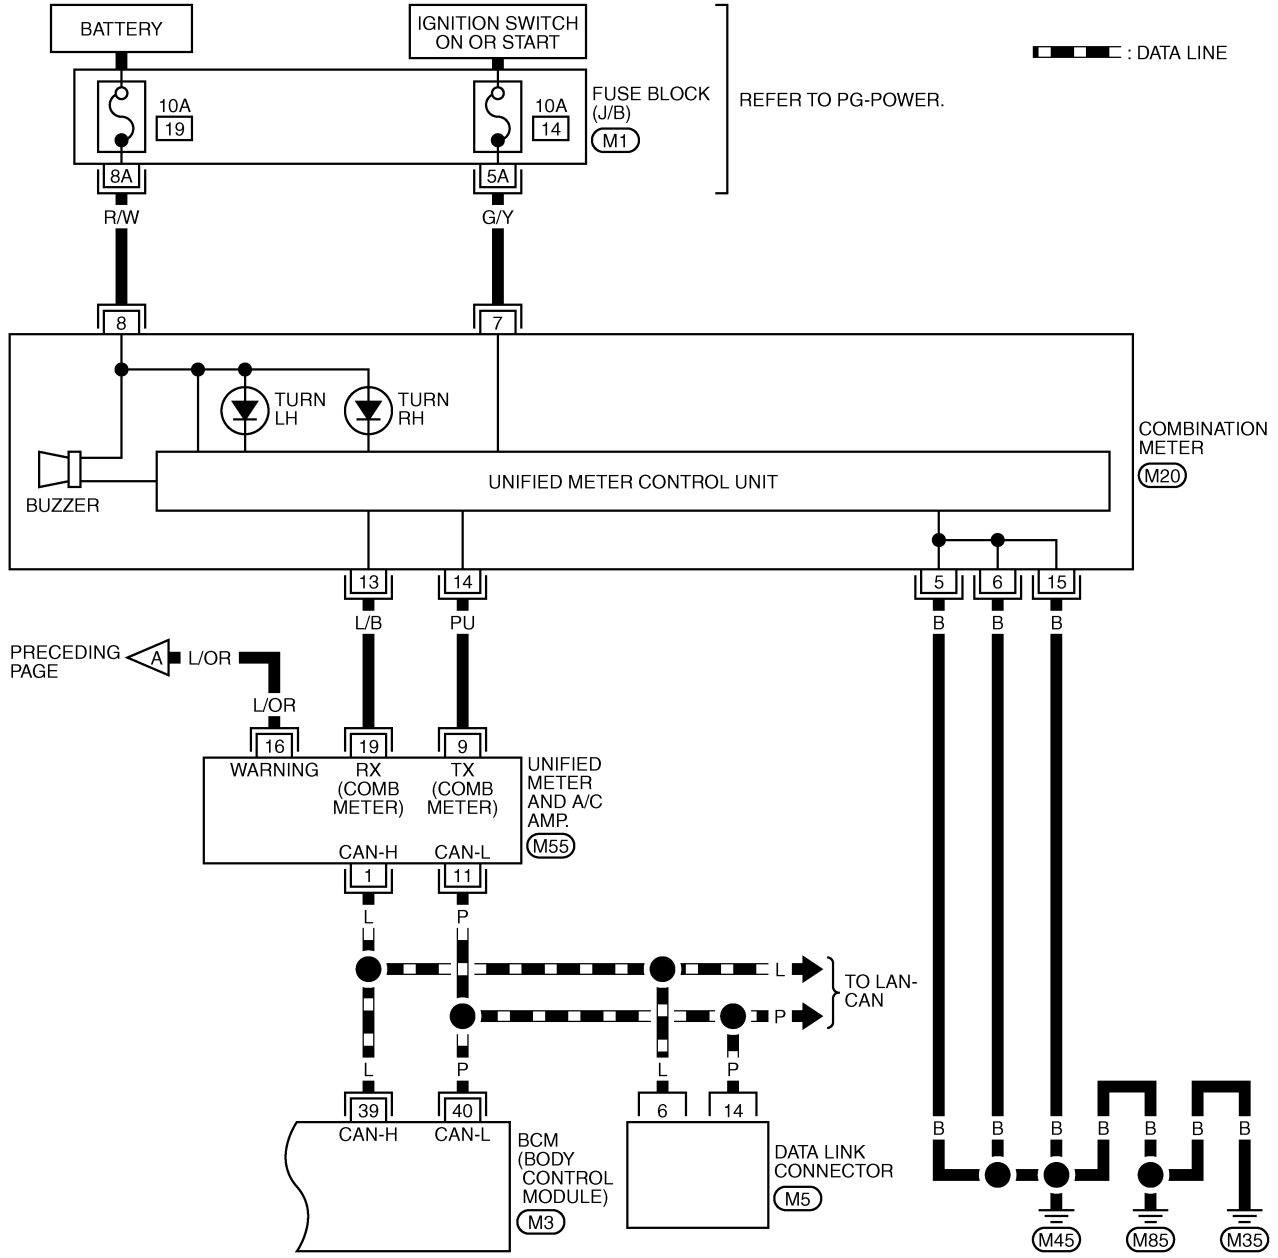 BATTERY
IGNITION SWITCH
ON OR START
: DATA LINE
10A
19
10A
14
FUSE BLOCK
(J/B)
M1
REFER TO PG-POWER.
8A
5A
R/W
G/Y
8
7
TURN
LH
TURN
RH
BUZZER
UNIFIED METER CONTROL UNIT
COMBINATION
METER
M20
13
14
5
6
15
L/B
PU
B
B
B
PRECEDING
PAGE
A
L/OR
L/OR
16
19
9
WARNING
RX
(COMB
METER)
TX
(COMB
METER)
UNIFIED
METER
AND A/C
AMP.
M55
CAN-H
CAN-L
1
11
L
P
L
P
TO LAN-
CAN
L
P
L
P
39
40
6
14
CAN-H
CAN-L
BCM
(BODY
CONTROL
MODULE)
M3
DATA LINK
CONNECTOR
M5
B
B
B
B
B
B
B
M45
M85
M35